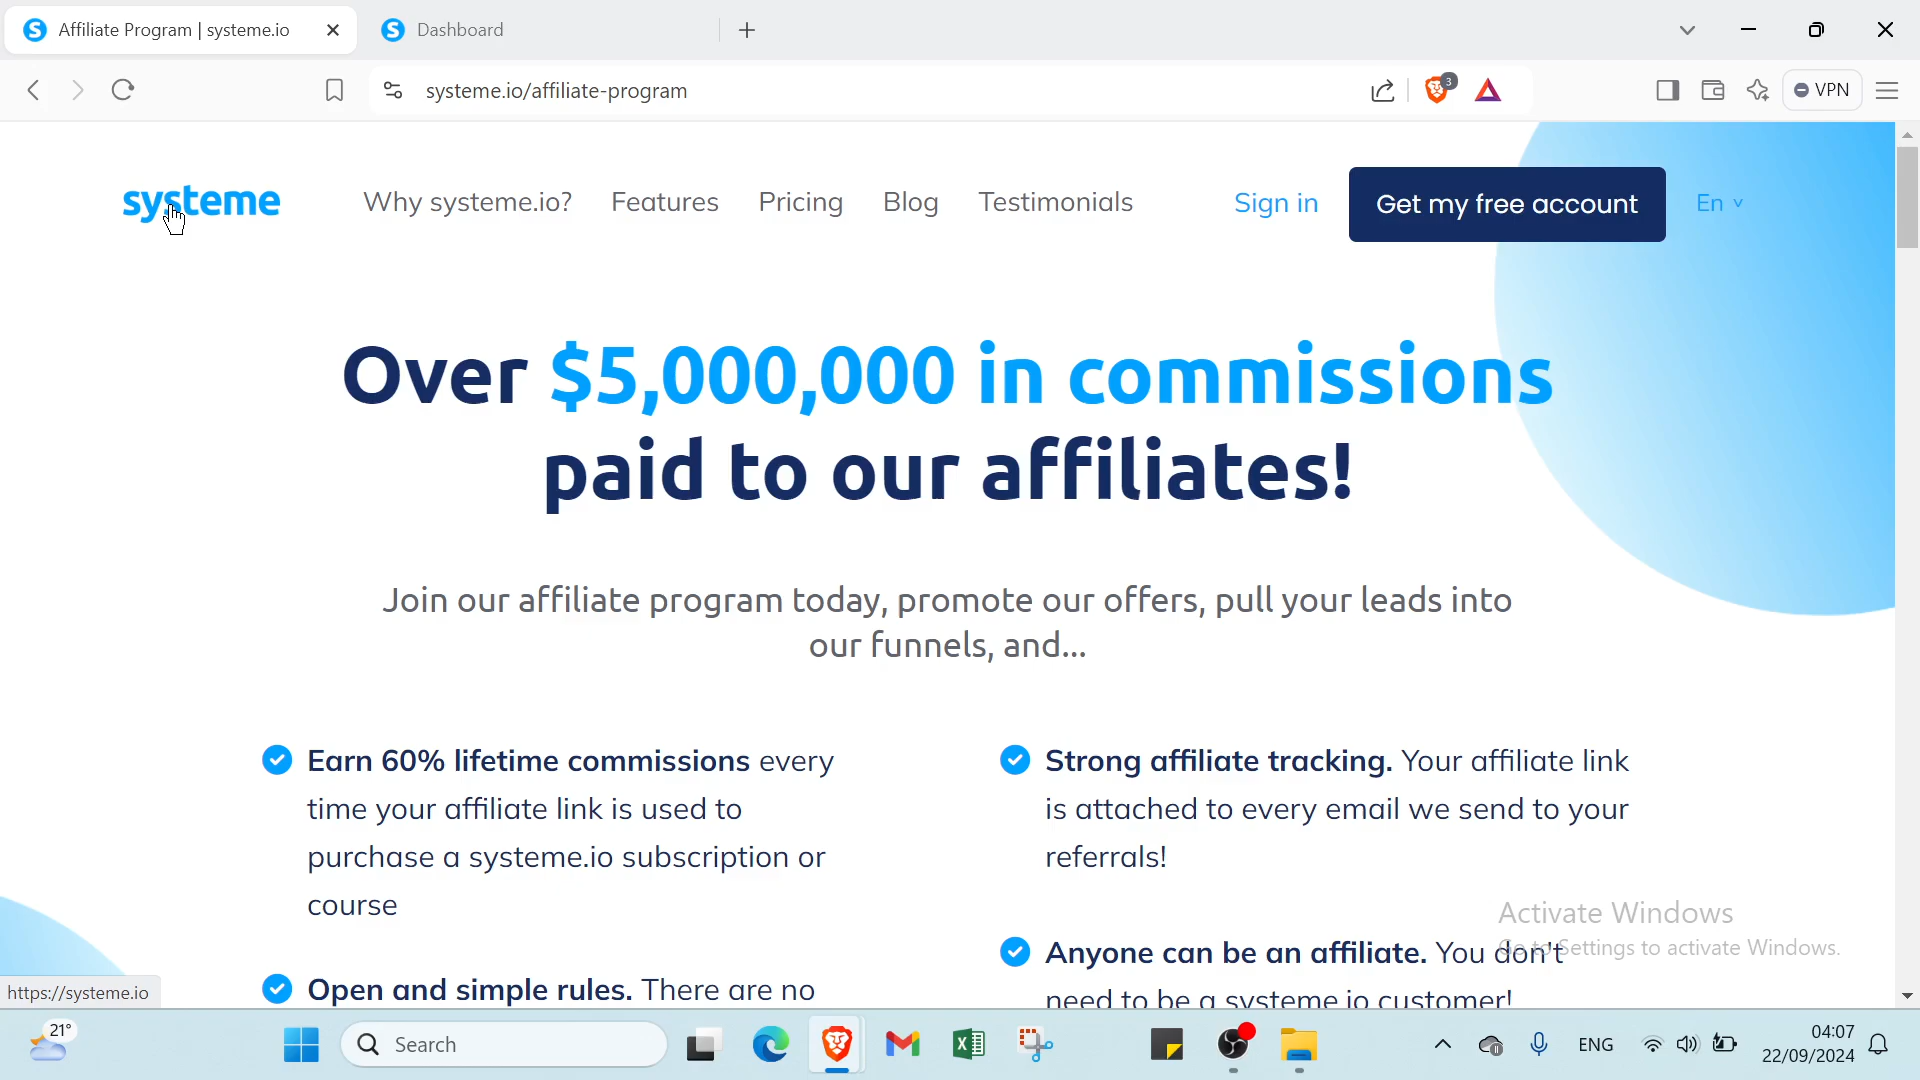 Affiliate Program | systeme.io
Dashboard
systeme.io/affiliate-program
3
VPN
systeme
Why systeme.io?
Features
Pricing
Blog
Testimonials
Sign in
Get my free account
En
Over $5,000,000 in commissions
paid to our affiliates!
Join our affiliate program today, promote our offers, pull your leads into
our funnels, and...
Earn 60% lifetime commissions every
time your affiliate link is used to
purchase a systeme.io subscription or
course
Open and simple rules. There are no
Strong affiliate tracking. Your affiliate link
is attached to every email we send to your
referrals!
Anyone can be an affiliate. You don't
need to be a systeme.io customer!
Activate Windows
Go to Settings to activate Windows.
https://systeme.io
21°
Search
ENG
04:07
22/09/2024